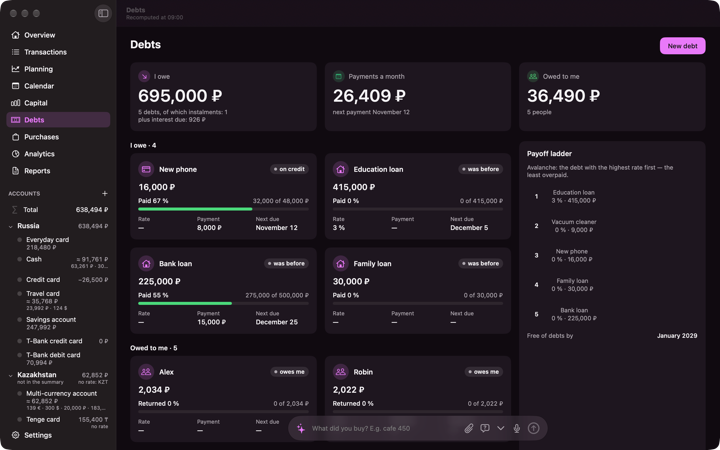 Debts
Recomputed at 09:00
Overview
Transactions
Planning
Calendar
Capital
Debts
Purchases
Analytics
Reports
ACCOUNTS +
Total 638,494 ₽
Russia 638,494 ₽
Everyday card
218,480 ₽
Cash ≈ 91,761 ₽
63,261 ₽ · 30…
Credit card −26,500 ₽
Travel card
≈ 35,768 ₽
23,992 ₽ · 124 $
Savings account
247,992 ₽
T-Bank credit card 0 ₽
T-Bank debit card
70,994 ₽
Kazakhstan 62,852 ₽
not in the summary no rate: KZT
Multi-currency account
≈ 62,852 ₽
139 € · 300 $ · 20,000 ₽ · 183,…
Tenge card 155,400 ₸
no rate
Settings
Debts
New debt
I owe
695,000 ₽
5 debts, of which instalments: 1
plus interest due: 926 ₽
Payments a month
26,409 ₽
next payment November 12
Owed to me
36,490 ₽
5 people
I owe · 4
New phone on credit
16,000 ₽
Paid 67 % 32,000 of 48,000 ₽
Rate Payment Next due
— 8,000 ₽ November 12
Education loan was before
415,000 ₽
Paid 0 % 0 of 415,000 ₽
Rate Payment Next due
3 % — December 5
Bank loan was before
225,000 ₽
Paid 55 % 275,000 of 500,000 ₽
Rate Payment Next due
— 15,000 ₽ December 25
Family loan was before
30,000 ₽
Paid 0 % 0 of 30,000 ₽
Rate Payment Next due
— — —
Owed to me · 5
Alex owes me
2,034 ₽
Returned 0 % 0 of 2,034 ₽
Rate Payment Next due
—
Robin owes me
2,022 ₽
Returned 0 % 0 of 2,022 ₽
Rate Payment Next due
—
Payoff ladder
Avalanche: the debt with the highest rate first — the
least overpaid.
1 Education loan
3 % · 415,000 ₽
2 Vacuum cleaner
0 % · 9,000 ₽
3 New phone
0 % · 16,000 ₽
4 Family loan
0 % · 30,000 ₽
5 Bank loan
0 % · 225,000 ₽
Free of debts by January 2029
What did you buy? E.g. cafe 450